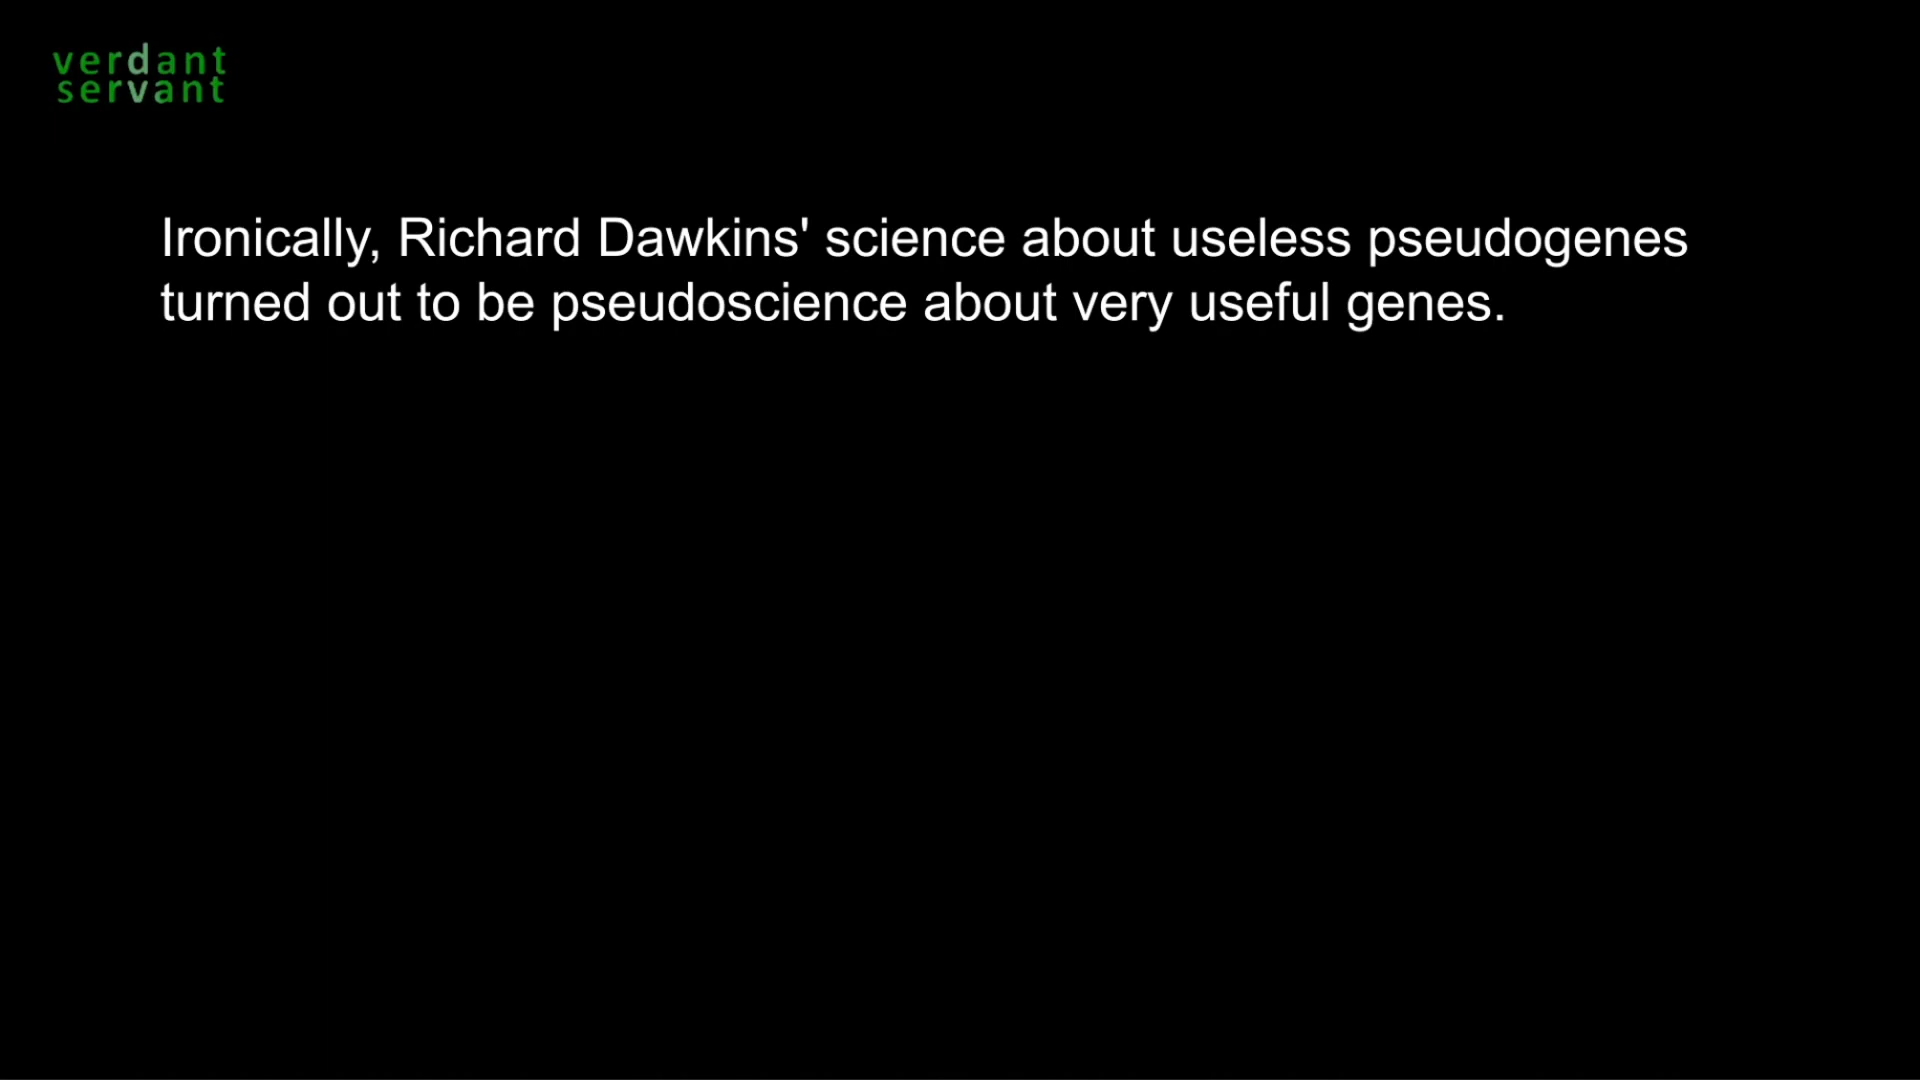 verdant
servant
Ironically, Richard Dawkins' science about useless pseudogenes
turned out to be pseudoscience about very useful genes.